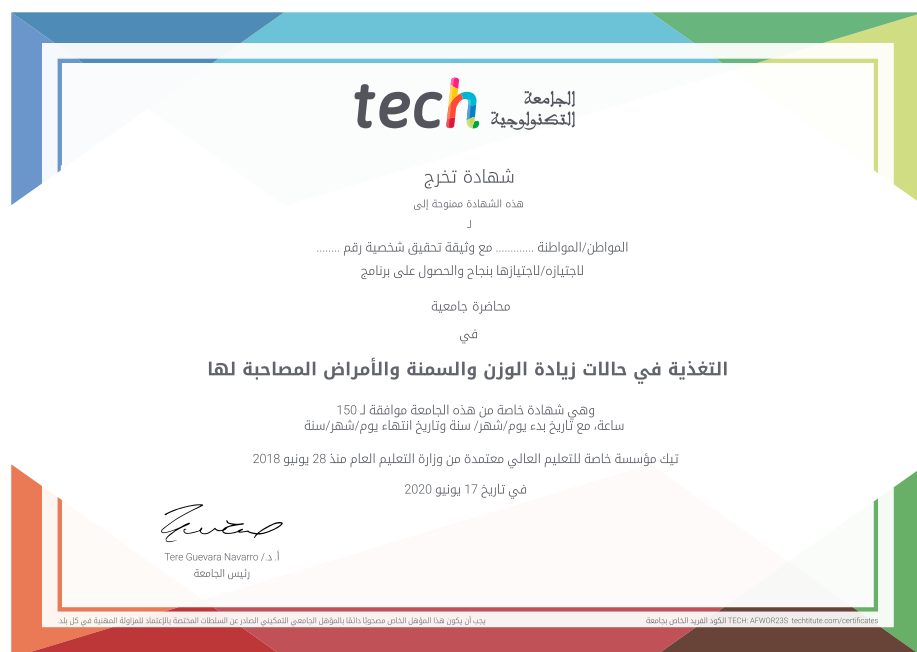 tech الجامعة
التكنولوجية
شهادة تخرج
هذه الشهادة ممنوحة إلى
لـ
المواطن/المواطنة ............ مع وثيقة تحقيق شخصية رقم ........
لاجتيازه/لاجتيازها بنجاح والحصول على برنامج
محاضرة جامعية
في
التغذية في حالات زيادة الوزن والسمنة والأمراض المصاحبة لها
وهي شهادة خاصة من هذه الجامعة موافقة لـ 150
ساعة، مع تاريخ بدء يوم/شهر/ سنة وتاريخ انتهاء يوم/شهر/سنة
تيك مؤسسة خاصة للتعليم العالي معتمدة من وزارة التعليم العام منذ 28 يونيو 2018
في تاريخ 17 يونيو 2020
أ. د./ Tere Guevara Navarro
رئيس الجامعة
يجب أن يكون هذا المؤهل الخاص مصحوبًا دائمًا بالمؤهل الجامعي التمكيني الصادر عن السلطات المختصة بالإعتماد للمزاولة المهنية في كل بلد.
الكود الفريد الخاص بجامعة TECH: AFWOR23S techtitute.com/certificates